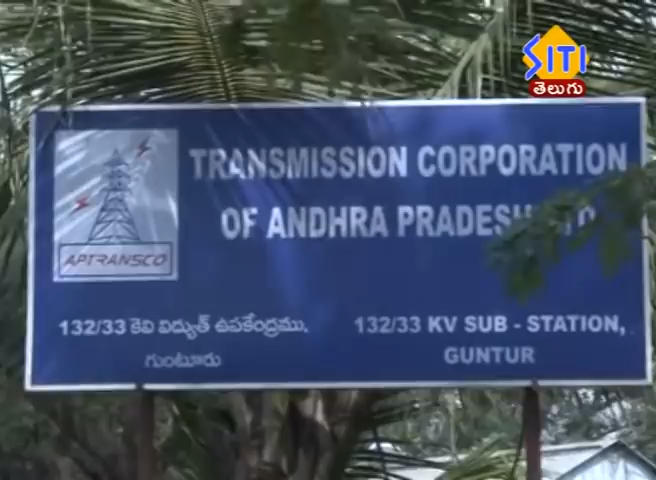 SITI
తెలుగు
TRANSMISSION CORPORATION
OF ANDHRA PRADESH
APTRANSCO
132/33 కెవి విద్యుత్ ఉపకేంద్రము,
గుంటూరు
132/33 KV SUB - STATION,
GUNTUR